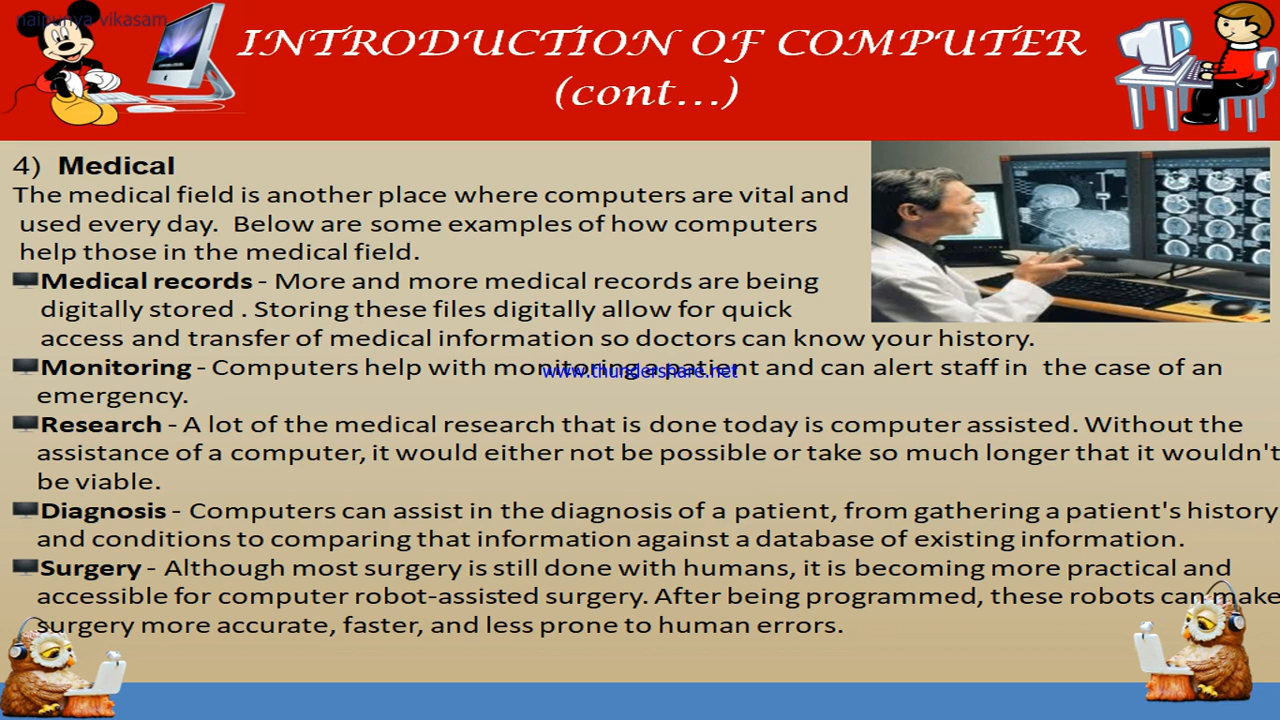 naipunya vikasam
INTRODUCTION OF COMPUTER
(cont...)
4) Medical
The medical field is another place where computers are vital and
used every day. Below are some examples of how computers
help those in the medical field.
Medical records - More and more medical records are being
digitally stored . Storing these files digitally allow for quick
access and transfer of medical information so doctors can know your history.
Monitoring - Computers help with monitoring a patient and can alert staff in the case of an
www.thundershare.net
emergency.
Research - A lot of the medical research that is done today is computer assisted. Without the
assistance of a computer, it would either not be possible or take so much longer that it wouldn't
be viable.
Diagnosis - Computers can assist in the diagnosis of a patient, from gathering a patient's history
and conditions to comparing that information against a database of existing information.
Surgery - Although most surgery is still done with humans, it is becoming more practical and
accessible for computer robot-assisted surgery. After being programmed, these robots can make
surgery more accurate, faster, and less prone to human errors.